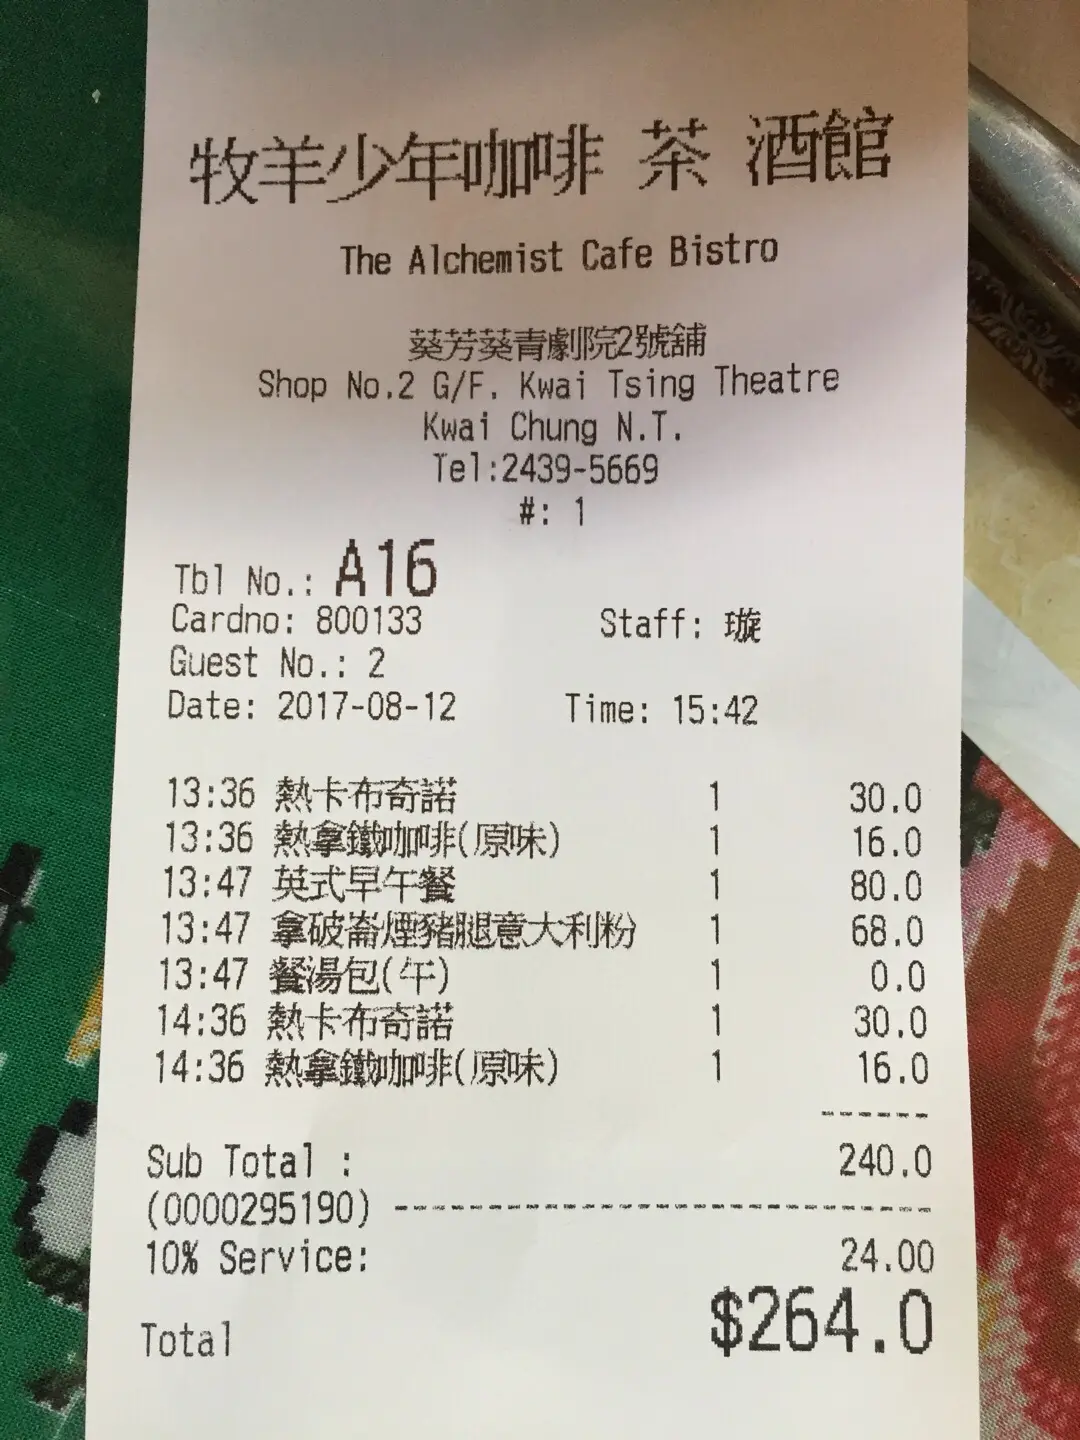 牧羊少年咖啡 茶 酒館
The Alchemist Cafe Bistro
葵芳葵青劇院2號舖
Shop No.2 G/F. Kwai Tsing Theatre
Kwai Chung N.T.
Tel:2439-5669
#: 1
Tbl No.: A16
Cardno: 800133 Staff: 璇
Guest No.: 2
Date: 2017-08-12 Time: 15:42
13:36 熱卡布奇諾 1 30.0
13:36 熱拿鐵咖啡(原味) 1 16.0
13:47 英式早午餐 1 80.0
13:47 拿破崙煙豬腿意大利粉 1 68.0
13:47 餐湯包(午) 1 0.0
14:36 熱卡布奇諾 1 30.0
14:36 熱拿鐵咖啡(原味) 1 16.0
------
Sub Total : 240.0
(0000295190) ------------------------------
10% Service: 24.00
Total $264.0